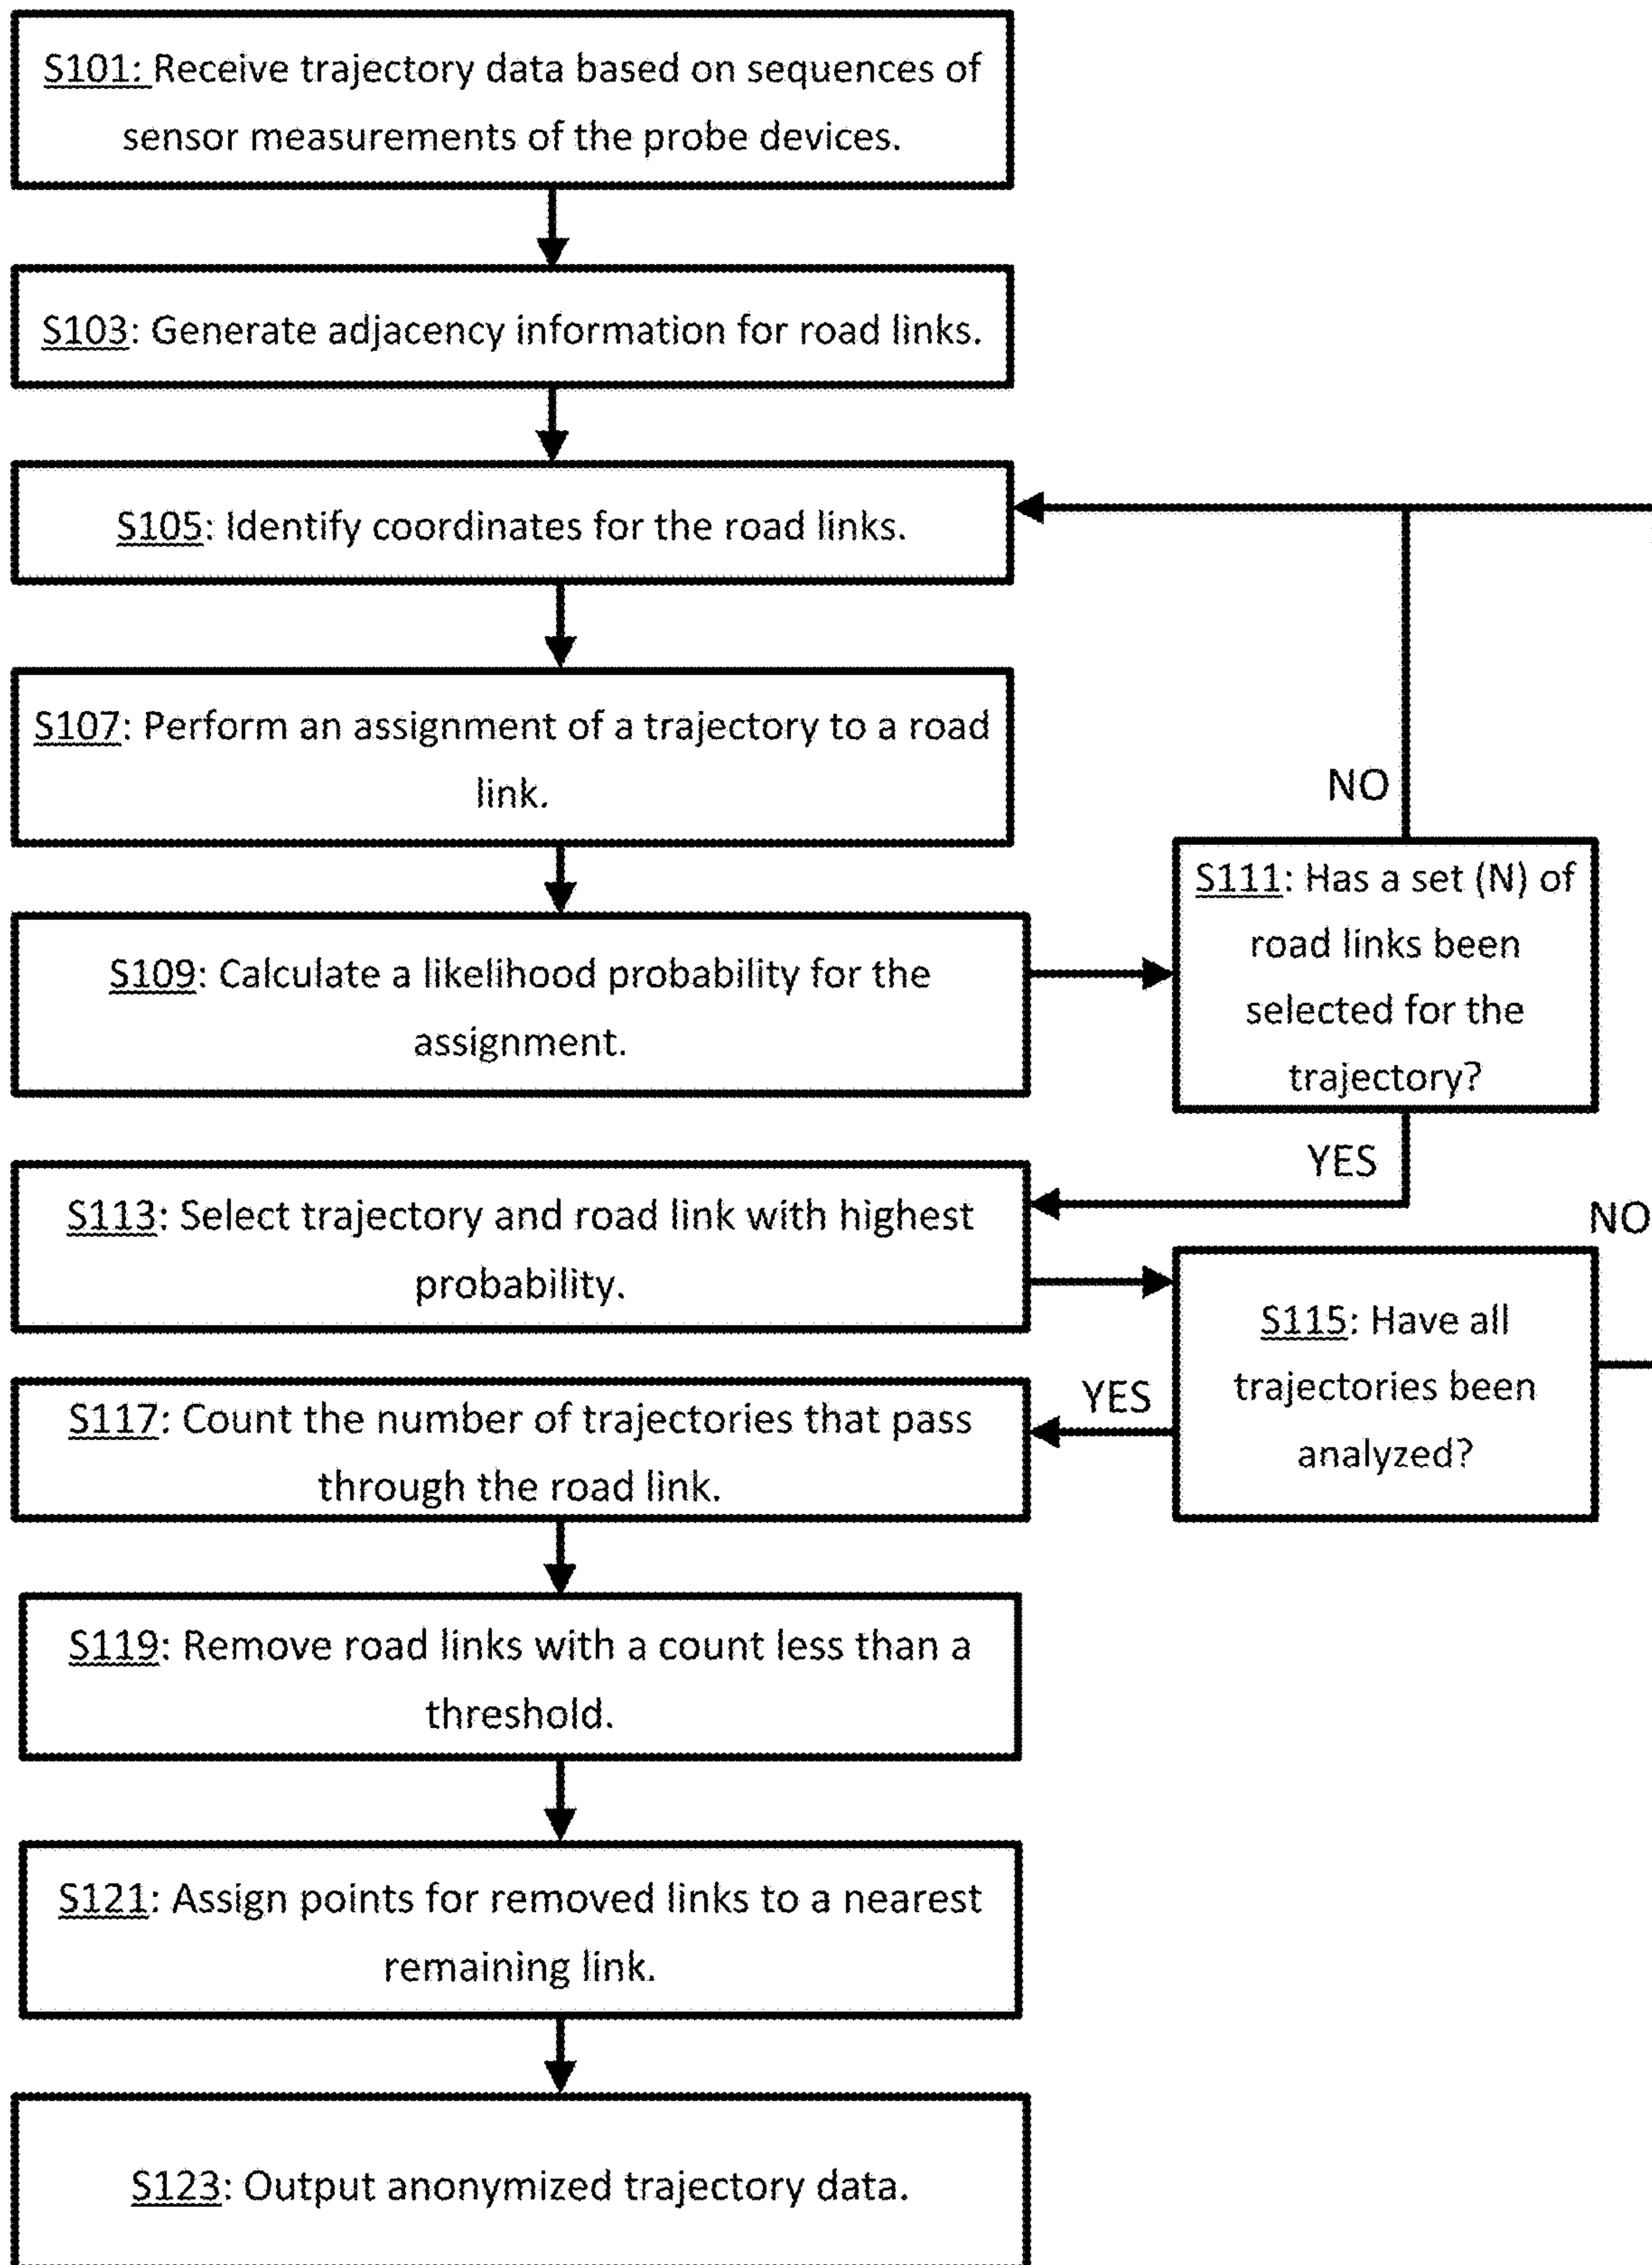 S101: Receive trajectory data based on sequences of
sensor measurements of the probe devices.
S103: Generate adjacency information for road links.
S105: Identify coordinates for the road links.
S107: Perform an assignment of a trajectory to a road
link.
NO
S109: Calculate a likelihood probability for the
assignment.
S111: Has a set (N) of
road links been
selected for the
trajectory?
YES
S113: Select trajectory and road link with highest
probability.
NO
S115: Have all
trajectories been
analyzed?
YES
S117: Count the number of trajectories that pass
through the road link.
S119: Remove road links with a count less than a
threshold.
S121: Assign points for removed links to a nearest
remaining link.
S123: Output anonymized trajectory data.